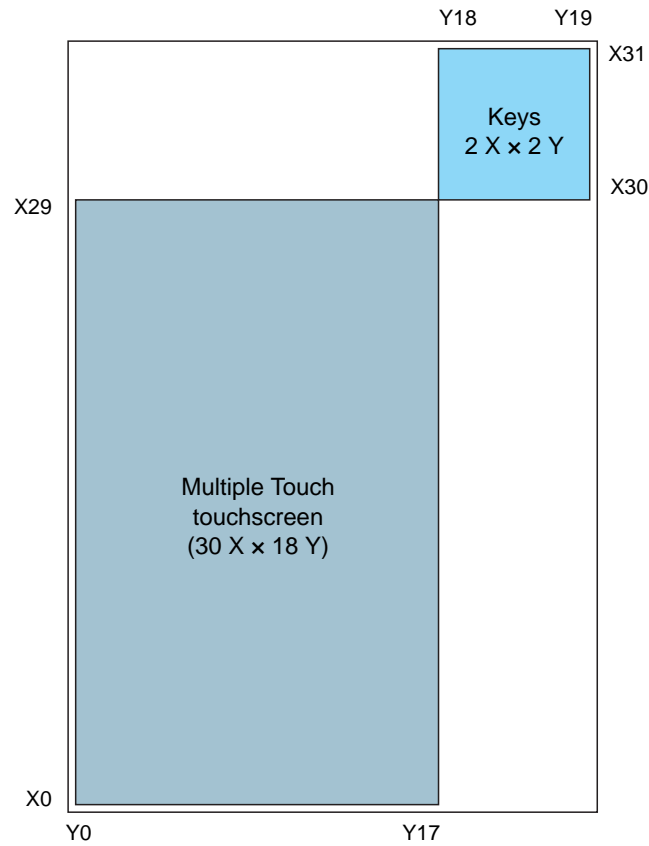 Y18 Y19
X31
Keys
2 X × 2 Y
X30
X29
Multiple Touch
touchscreen
(30 X × 18 Y)
X0
Y0 Y17